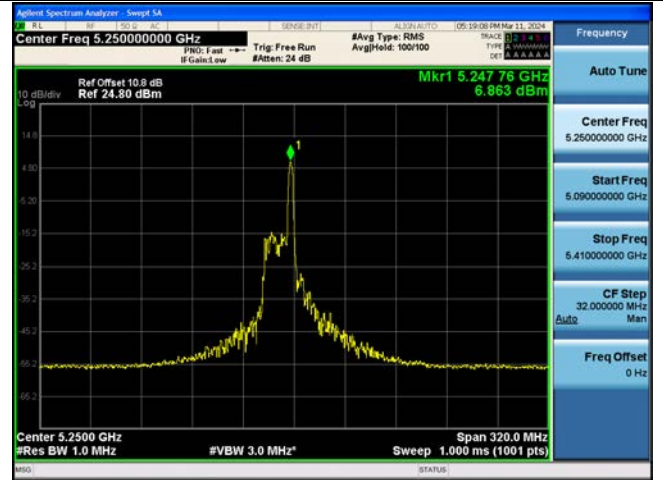 Agilent Spectrum Analyzer - Swept SA
RL RF 50 Ω AC SENSE:INT ALIGN AUTO 05:19:08 PM Mar 11, 2024
Center Freq 5.250000000 GHz
PNO: Fast
IFGain:Low
Trig: Free Run
#Atten: 24 dB
#Avg Type: RMS
Avg|Hold: 100/100
TRACE 1 2 3 4 5 6
TYPE
DET A A A A A A
Ref Offset 10.8 dB
10 dB/div Ref 24.80 dBm
Log
Mkr1 5.247 76 GHz
6.863 dBm
1
14.8
4.80
-5.20
-15.2
-25.2
-35.2
-45.2
-55.2
-65.2
Center 5.2500 GHz Span 320.0 MHz
#Res BW 1.0 MHz #VBW 3.0 MHz* Sweep 1.000 ms (1001 pts)
MSG STATUS
Frequency
Auto Tune
Center Freq
5.250000000 GHz
Start Freq
5.090000000 GHz
Stop Freq
5.410000000 GHz
CF Step
32.000000 MHz
Auto Man
Freq Offset
0 Hz